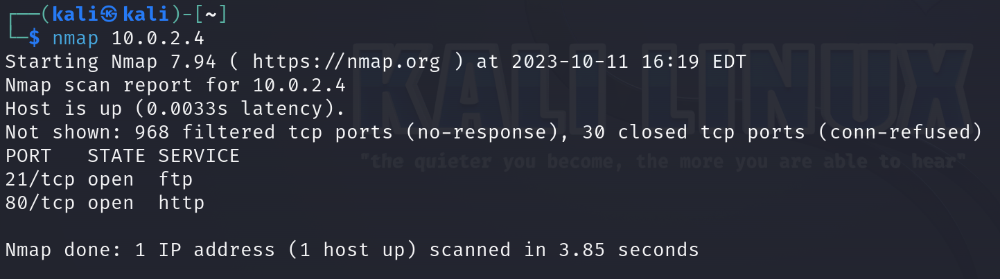 ┌──(kali㉿kali)-[~]
└─$ nmap 10.0.2.4
Starting Nmap 7.94 ( https://nmap.org ) at 2023-10-11 16:19 EDT
Nmap scan report for 10.0.2.4
Host is up (0.0033s latency).
Not shown: 968 filtered tcp ports (no-response), 30 closed tcp ports (conn-refused)
PORT   STATE SERVICE
21/tcp open  ftp
80/tcp open  http
Nmap done: 1 IP address (1 host up) scanned in 3.85 seconds
KALI LINUX
"the quieter you become, the more you are able to hear"